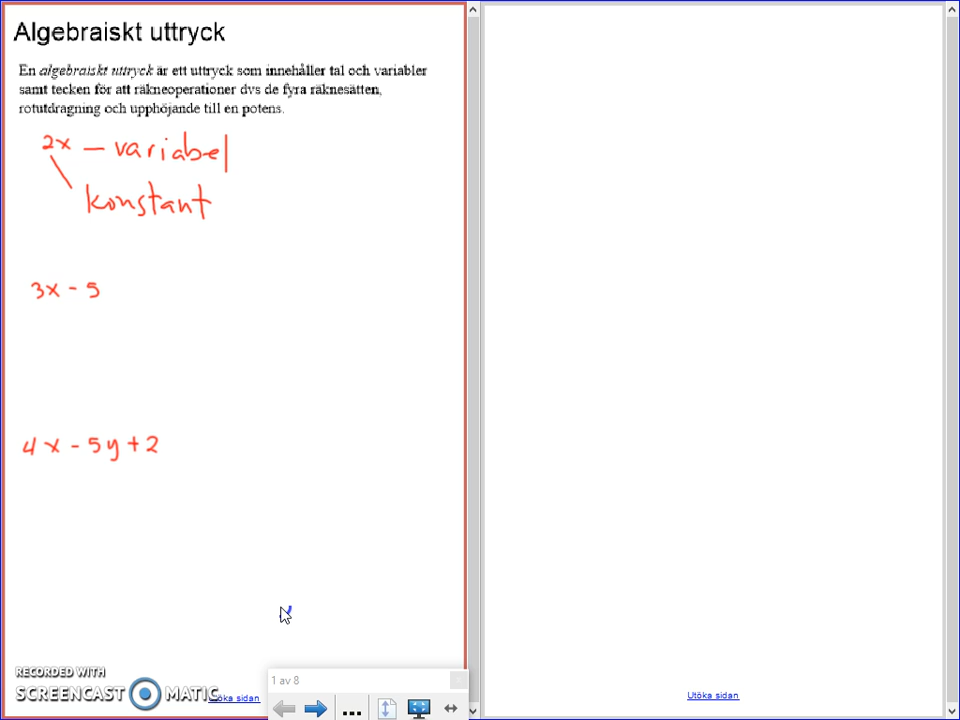 Algebraiskt uttryck
En algebraiskt uttryck är ett uttryck som innehåller tal och variabler
samt tecken för att räkneoperationer dvs de fyra räknesätten,
rotutdragning och upphöjande till en potens.
2x — variabel
konstant
3x - 5
4x - 5y + 2
RECORDED WITH
SCREENCAST MATIC
Utöka sidan
1 av 8
Utöka sidan